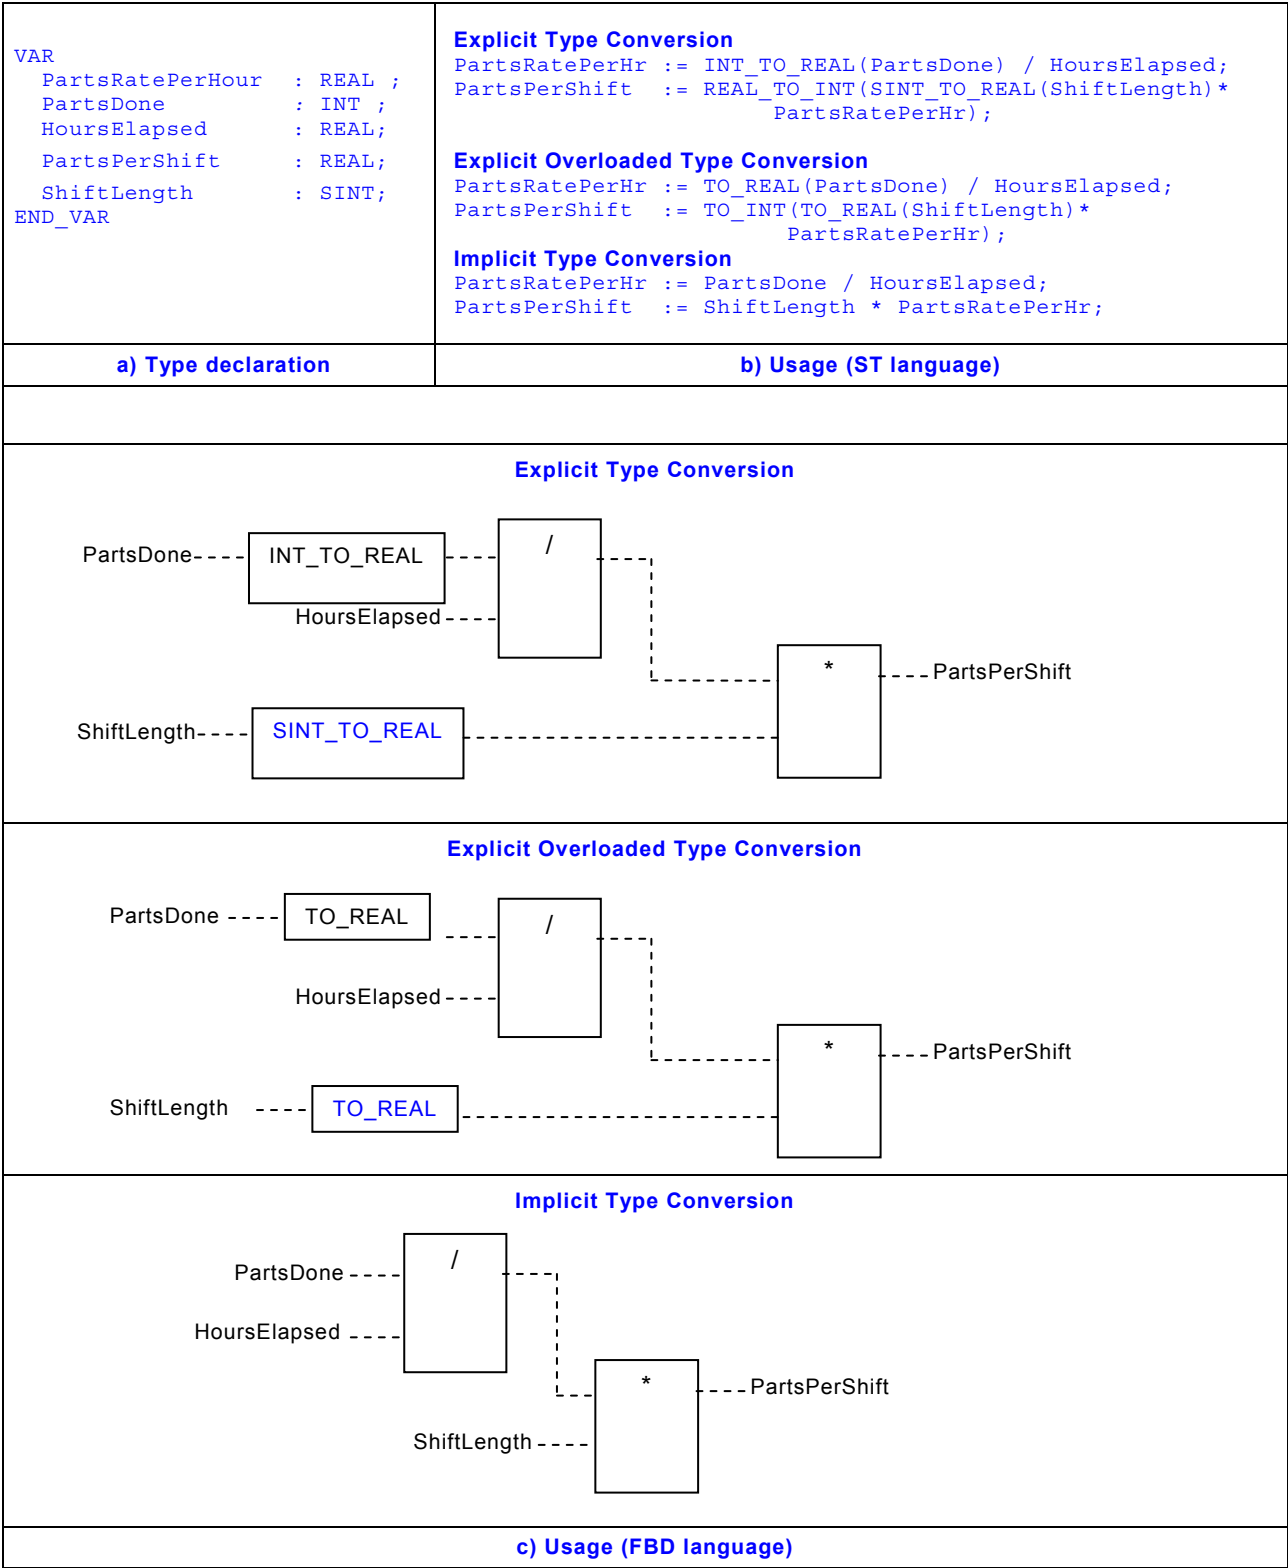 VAR
PartsRatePerHour : REAL ;
PartsDone : INT ;
HoursElapsed : REAL;
PartsPerShift : REAL;
ShiftLength : SINT;
END_VAR
Explicit Type Conversion
PartsRatePerHr := INT_TO_REAL(PartsDone) / HoursElapsed;
PartsPerShift := REAL_TO_INT(SINT_TO_REAL(ShiftLength)*
PartsRatePerHr);
Explicit Overloaded Type Conversion
PartsRatePerHr := TO_REAL(PartsDone) / HoursElapsed;
PartsPerShift := TO_INT(TO_REAL(ShiftLength)*
PartsRatePerHr);
Implicit Type Conversion
PartsRatePerHr := PartsDone / HoursElapsed;
PartsPerShift := ShiftLength * PartsRatePerHr;
a) Type declaration
b) Usage (ST language)
Explicit Type Conversion
PartsDone
INT_TO_REAL
/
HoursElapsed
*
PartsPerShift
ShiftLength
SINT_TO_REAL
Explicit Overloaded Type Conversion
PartsDone
TO_REAL
/
HoursElapsed
*
PartsPerShift
ShiftLength
TO_REAL
Implicit Type Conversion
PartsDone
/
HoursElapsed
*
PartsPerShift
ShiftLength
c) Usage (FBD language)